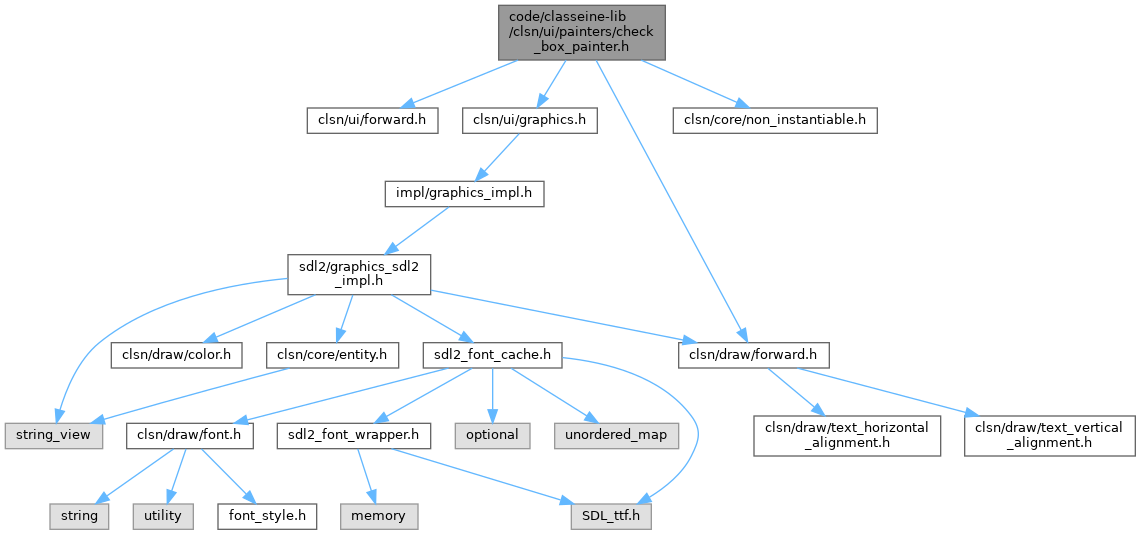 code/classeine-lib
/clsn/ui/painters/check
_box_painter.h
clsn/ui/forward.h
clsn/ui/graphics.h
clsn/core/non_instantiable.h
impl/graphics_impl.h
sdl2/graphics_sdl2
_impl.h
clsn/draw/color.h
clsn/core/entity.h
sdl2_font_cache.h
clsn/draw/forward.h
string_view
clsn/draw/font.h
sdl2_font_wrapper.h
optional
unordered_map
clsn/draw/text_horizontal
_alignment.h
clsn/draw/text_vertical
_alignment.h
string
utility
font_style.h
memory
SDL_ttf.h